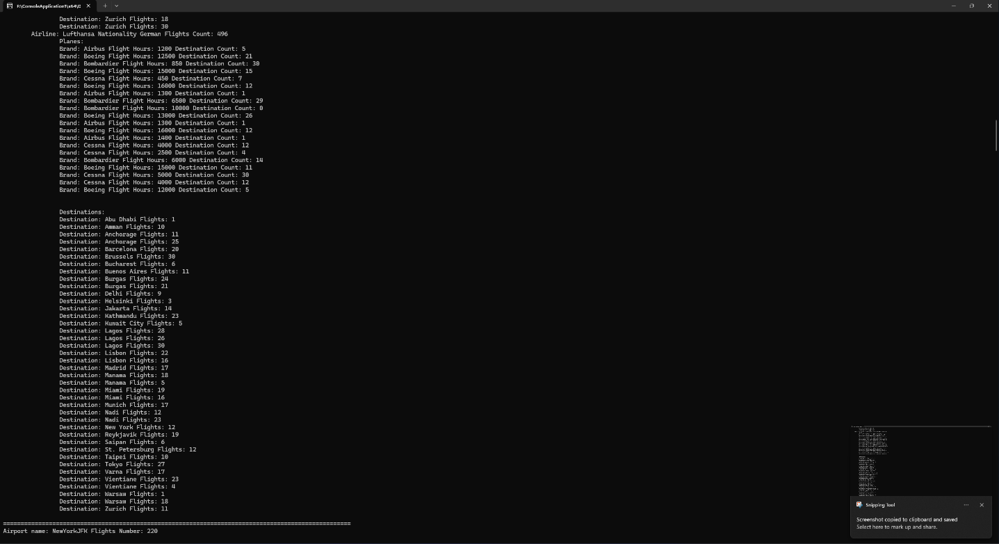 F:\ConsoleApplication1\x64\D
Destination: Zurich Flights: 18
Destination: Zurich Flights: 30
Airline: Lufthansa Nationality German Flights Count: 496
Planes:
Brand: Airbus Flight Hours: 1200 Destination Count: 5
Brand: Boeing Flight Hours: 12500 Destination Count: 21
Brand: Bombardier Flight Hours: 850 Destination Count: 30
Brand: Boeing Flight Hours: 15000 Destination Count: 15
Brand: Cessna Flight Hours: 450 Destination Count: 7
Brand: Boeing Flight Hours: 16000 Destination Count: 12
Brand: Airbus Flight Hours: 1300 Destination Count: 1
Brand: Bombardier Flight Hours: 6500 Destination Count: 29
Brand: Bombardier Flight Hours: 10000 Destination Count: 0
Brand: Boeing Flight Hours: 13000 Destination Count: 26
Brand: Airbus Flight Hours: 1300 Destination Count: 1
Brand: Boeing Flight Hours: 16000 Destination Count: 12
Brand: Airbus Flight Hours: 1400 Destination Count: 1
Brand: Cessna Flight Hours: 4000 Destination Count: 12
Brand: Cessna Flight Hours: 2500 Destination Count: 4
Brand: Bombardier Flight Hours: 6000 Destination Count: 14
Brand: Boeing Flight Hours: 15000 Destination Count: 11
Brand: Cessna Flight Hours: 5000 Destination Count: 30
Brand: Cessna Flight Hours: 4000 Destination Count: 12
Brand: Boeing Flight Hours: 12000 Destination Count: 5
Destinations:
Destination: Abu Dhabi Flights: 1
Destination: Amman Flights: 10
Destination: Anchorage Flights: 11
Destination: Anchorage Flights: 25
Destination: Barcelona Flights: 20
Destination: Brussels Flights: 30
Destination: Bucharest Flights: 6
Destination: Buenos Aires Flights: 11
Destination: Burgas Flights: 24
Destination: Burgas Flights: 21
Destination: Delhi Flights: 9
Destination: Helsinki Flights: 3
Destination: Jakarta Flights: 14
Destination: Kathmandu Flights: 23
Destination: Kuwait City Flights: 5
Destination: Lagos Flights: 28
Destination: Lagos Flights: 26
Destination: Lagos Flights: 30
Destination: Lisbon Flights: 22
Destination: Lisbon Flights: 16
Destination: Madrid Flights: 17
Destination: Manama Flights: 18
Destination: Manama Flights: 5
Destination: Miami Flights: 19
Destination: Miami Flights: 16
Destination: Munich Flights: 17
Destination: Nadi Flights: 12
Destination: Nadi Flights: 23
Destination: New York Flights: 12
Destination: Reykjavik Flights: 19
Destination: Saipan Flights: 6
Destination: St. Petersburg Flights: 12
Destination: Taipei Flights: 10
Destination: Tokyo Flights: 27
Destination: Varna Flights: 17
Destination: Vientiane Flights: 23
Destination: Vientiane Flights: 4
Destination: Warsaw Flights: 1
Destination: Warsaw Flights: 18
Destination: Zurich Flights: 11
===================================================================================================
Airport name: NewYorkJFK Flights Number: 220
Snipping Tool
Screenshot copied to clipboard and saved
Select here to mark up and share.